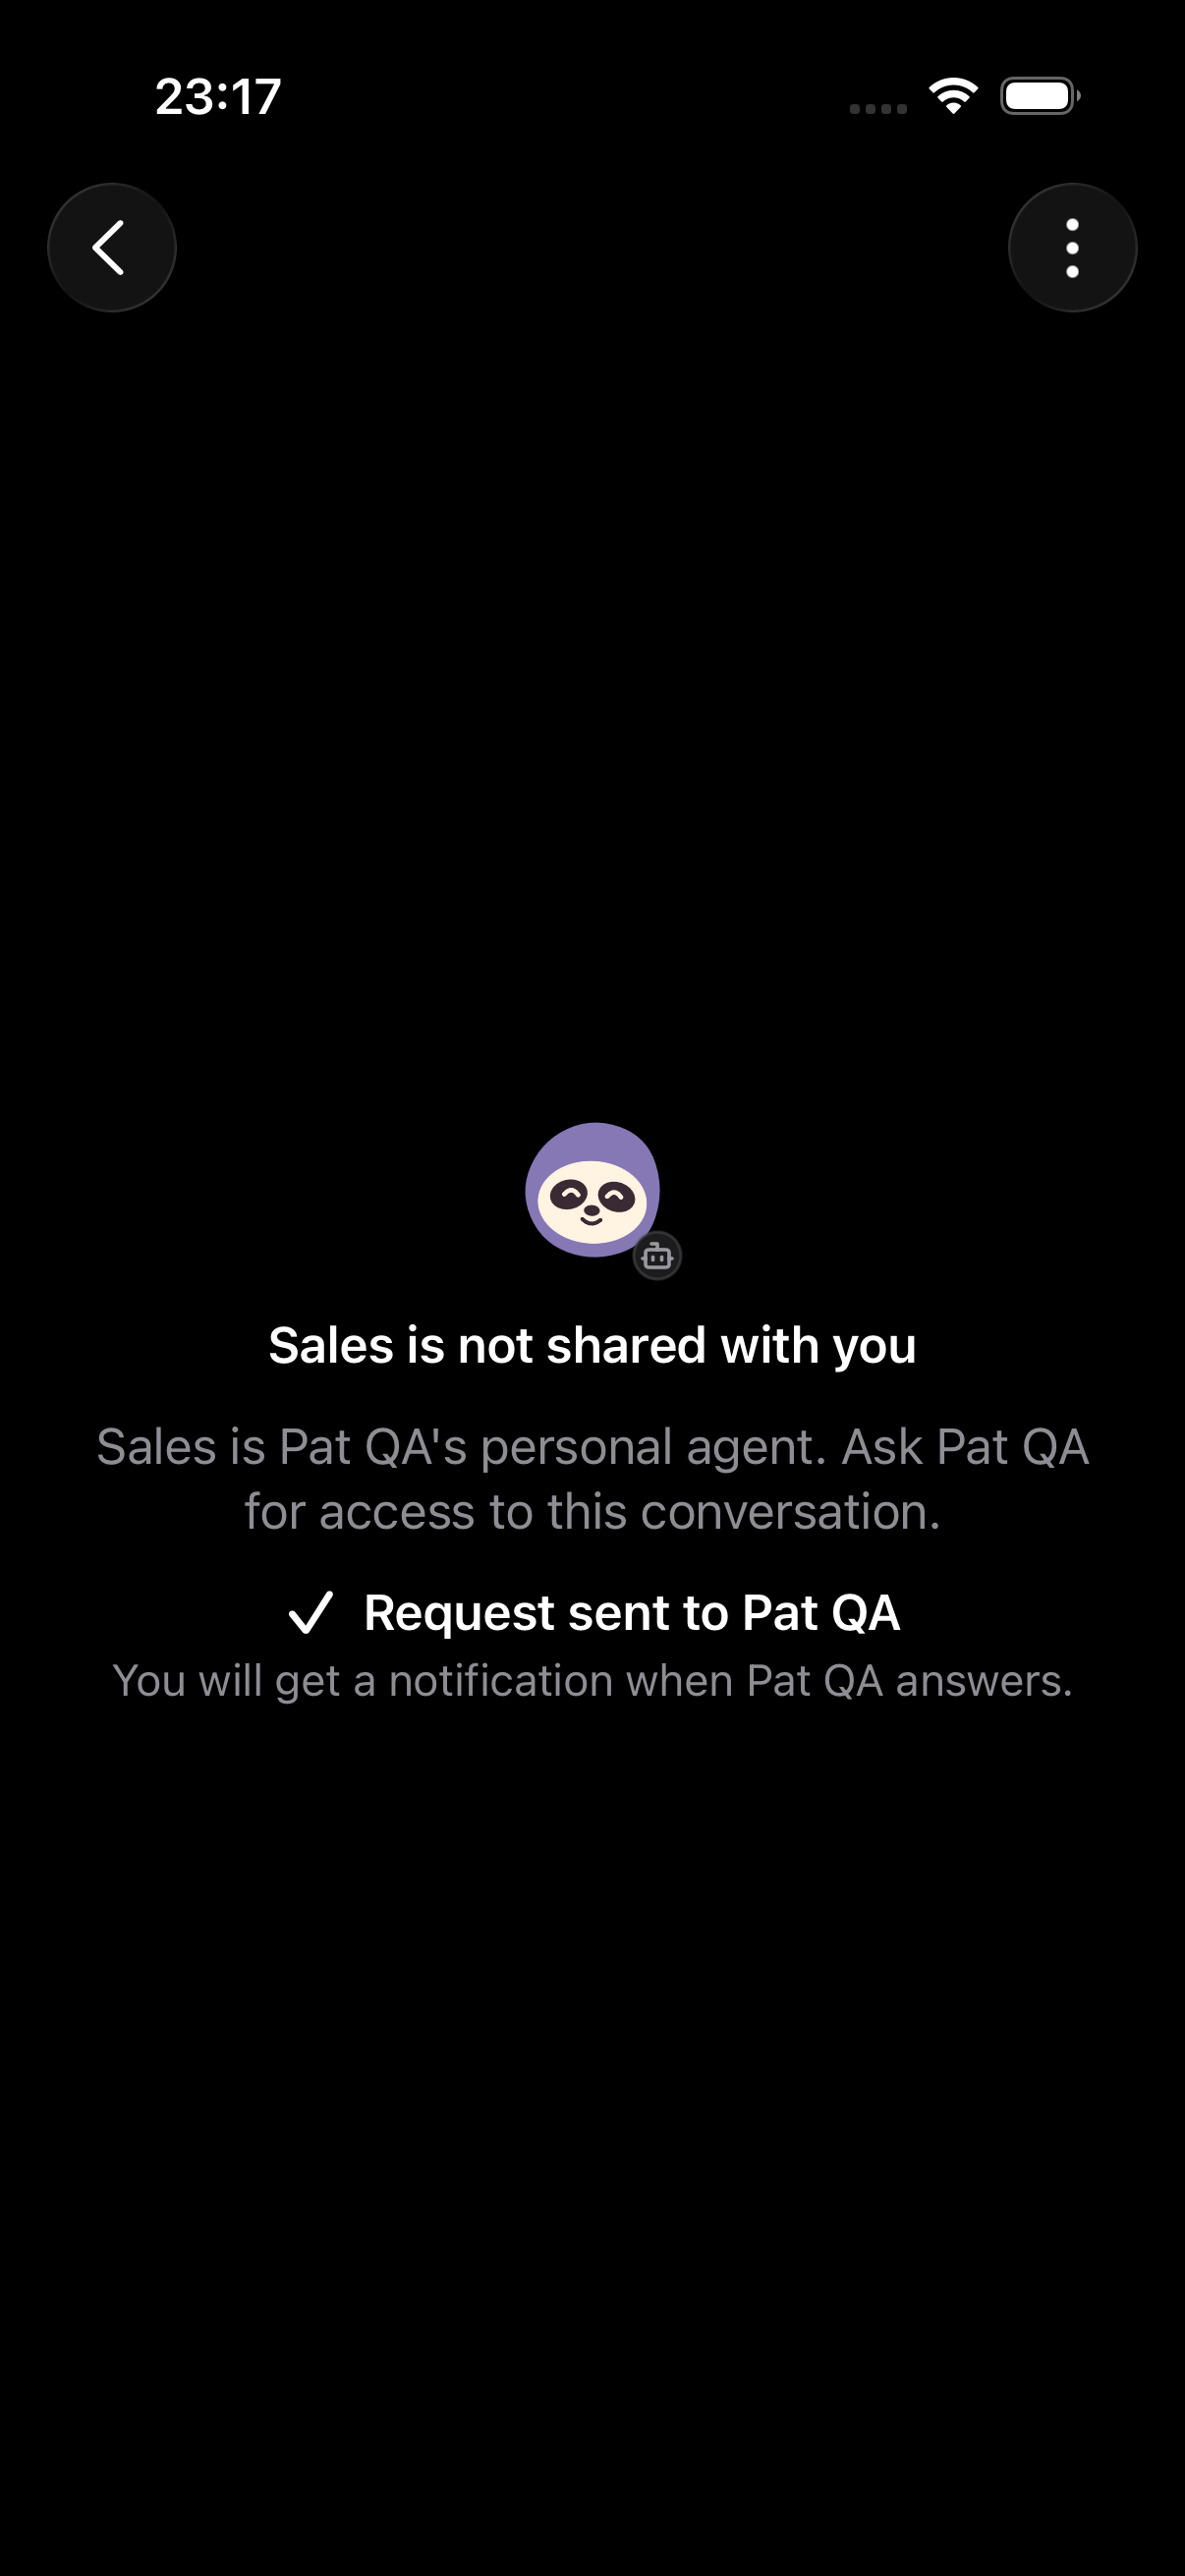 23:17
Sales is not shared with you
Sales is Pat QA's personal agent. Ask Pat QA
for access to this conversation.
Request sent to Pat QA
You will get a notification when Pat QA answers.